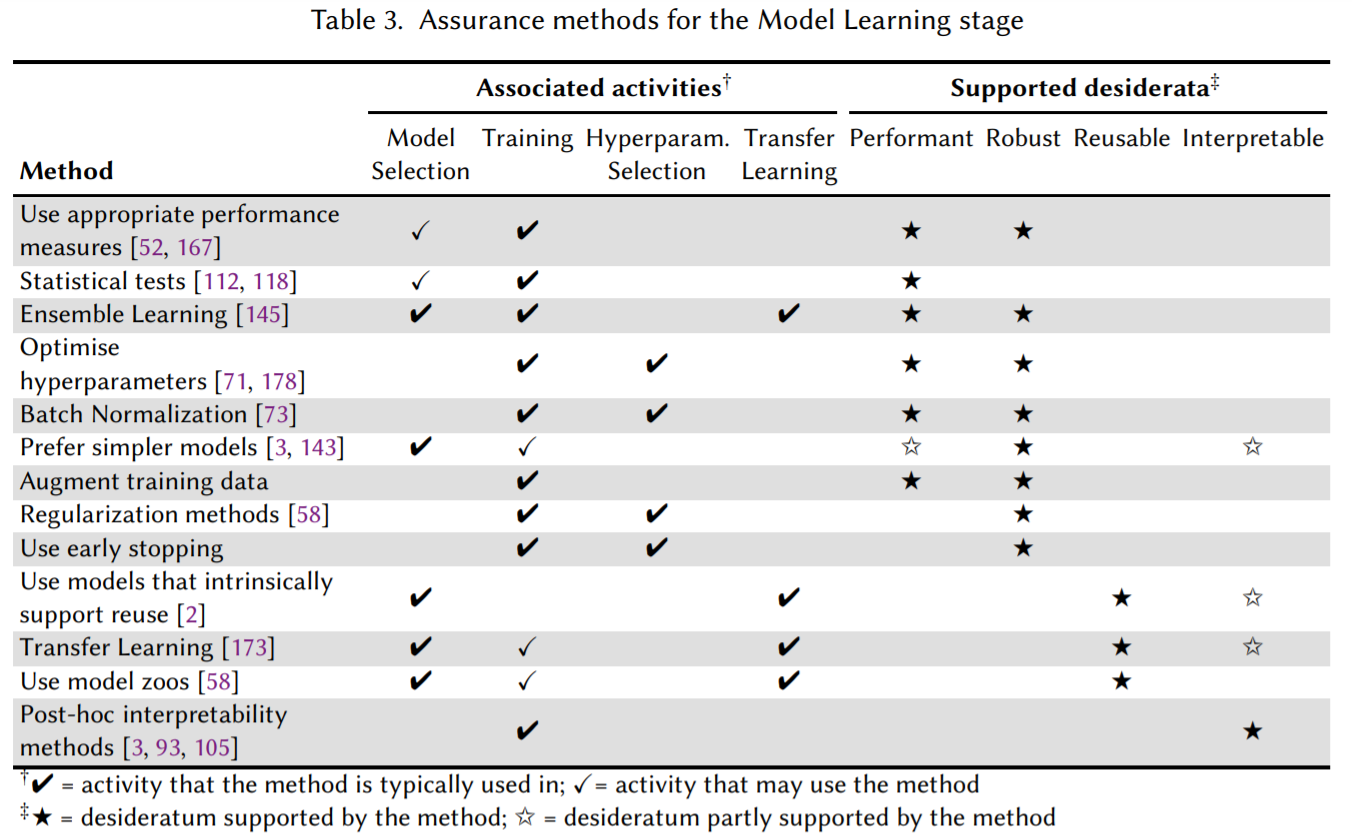 Table 3. Assurance methods for the Model Learning stage
Associated activities† Supported desiderata‡
Model Training Hyperparam. Transfer Performant Robust Reusable Interpretable
Method Selection Selection Learning
Use appropriate performance
measures [52, 167] ✓ ✔ ★ ★
Statistical tests [112, 118] ✓ ✔ ★
Ensemble Learning [145] ✔ ✔ ✔ ★ ★
Optimise
hyperparameters [71, 178] ✔ ✔ ★ ★
Batch Normalization [73] ✔ ✔ ★ ★
Prefer simpler models [3, 143] ✔ ✓ ☆ ★ ☆
Augment training data ✔ ★ ★
Regularization methods [58] ✔ ✔ ★
Use early stopping ✔ ✔ ★
Use models that intrinsically
support reuse [2] ✔ ✔ ★ ☆
Transfer Learning [173] ✔ ✓ ✔ ★ ☆
Use model zoos [58] ✔ ✓ ✔ ★
Post-hoc interpretability
methods [3, 93, 105] ✔ ★
†✔ = activity that the method is typically used in; ✓ = activity that may use the method
‡★ = desideratum supported by the method; ☆ = desideratum partly supported by the method